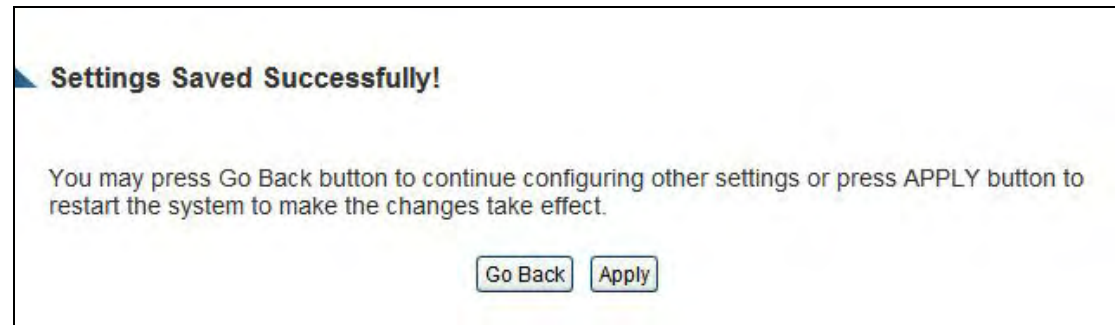 Settings Saved Successfully!
You may press Go Back button to continue configuring other settings or press APPLY button to
restart the system to make the changes take effect.
Go Back Apply